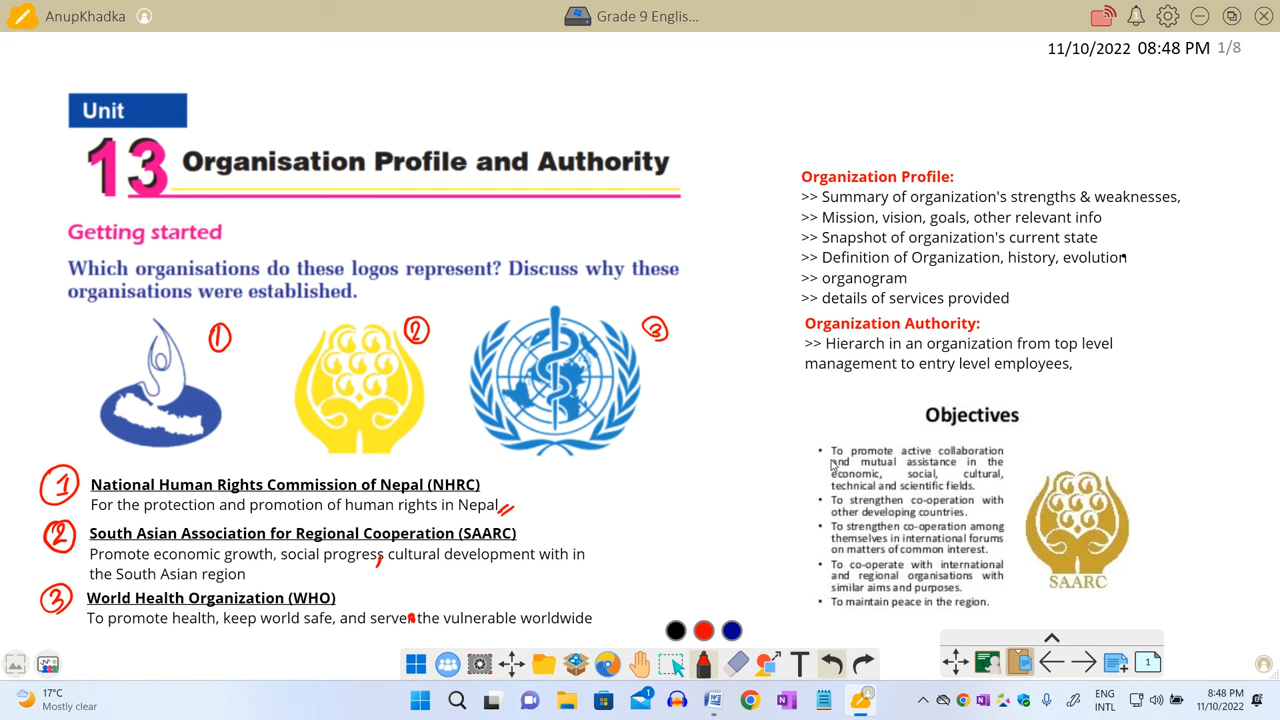 AnupKhadka
Grade 9 Englis...
11/10/2022 08:48 PM 1/8
Unit
13 Organisation Profile and Authority
Getting started
Which organisations do these logos represent? Discuss why these
organisations were established.
1
2
3
1 National Human Rights Commission of Nepal (NHRC)
For the protection and promotion of human rights in Nepal
2 South Asian Association for Regional Cooperation (SAARC)
Promote economic growth, social progress, cultural development with in
the South Asian region
3 World Health Organization (WHO)
To promote health, keep world safe, and serve the vulnerable worldwide
Organization Profile:
>> Summary of organization's strengths & weaknesses,
>> Mission, vision, goals, other relevant info
>> Snapshot of organization's current state
>> Definition of Organization, history, evolution
>> organogram
>> details of services provided
Organization Authority:
>> Hierarch in an organization from top level
management to entry level employees,
Objectives
• To promote active collaboration
and mutual assistance in the
economic, social, cultural,
technical and scientific fields.
• To strengthen co-operation with
other developing countries.
• To strengthen co-operation among
themselves in international forums
on matters of common interest.
• To co-operate with international
and regional organisations with
similar aims and purposes.
• To maintain peace in the region.
SAARC
1
17°C
Mostly clear
1
ENG
INTL
8:48 PM
11/10/2022